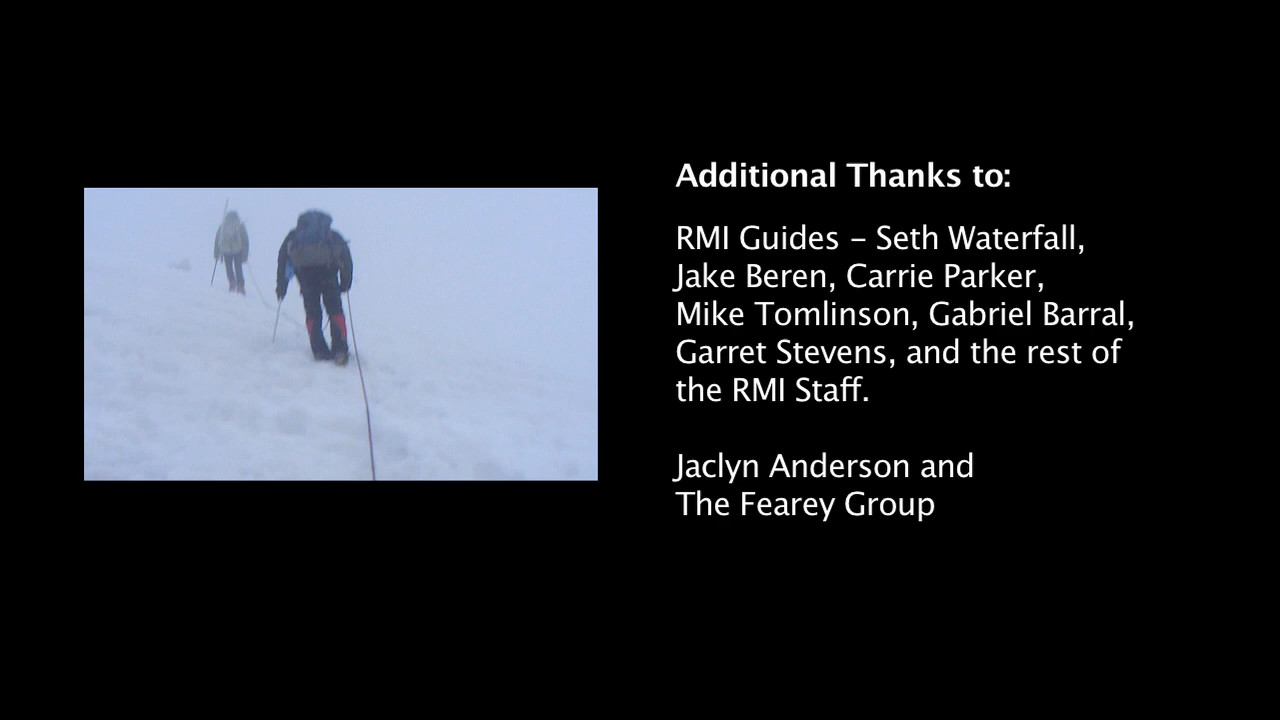 Additional Thanks to:
RMI Guides – Seth Waterfall,
Jake Beren, Carrie Parker,
Mike Tomlinson, Gabriel Barral,
Garret Stevens, and the rest of
the RMI Staff.
Jaclyn Anderson and
The Fearey Group